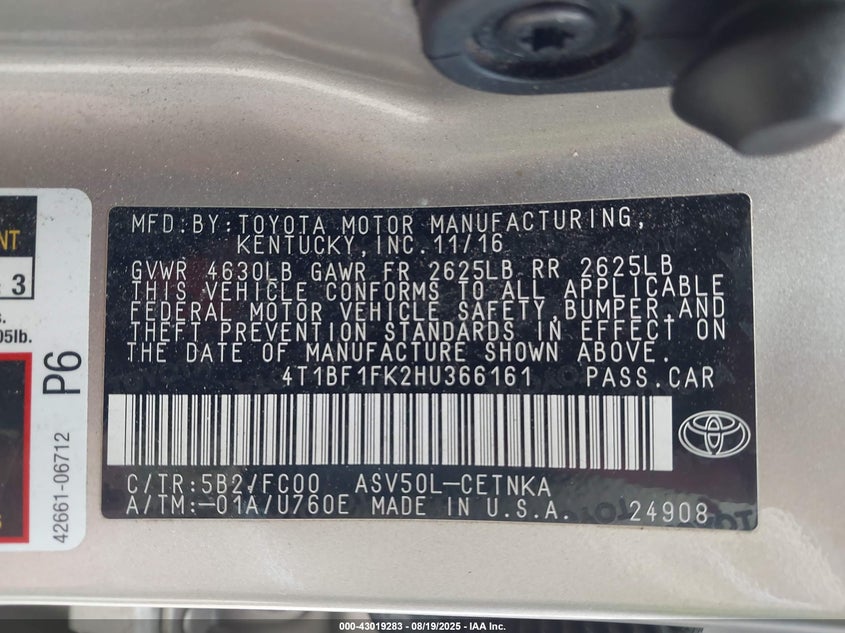 MFD.BY:TOYOTA MOTOR MANUFACTURING,
KENTUCKY,INC.11/16
GVWR 4630LB GAWR FR 2625LB RR 2625LB
THIS VEHICLE CONFORMS TO ALL APPLICABLE
FEDERAL MOTOR VEHICLE SAFETY,BUMPER,AND
THEFT PREVENTION STANDARDS IN EFFECT ON
THE DATE OF MANUFACTURE SHOWN ABOVE.
4T1BF1FK2HU366161 PASS.CAR
C/TR:5B2/FC00 ASV50L-CETNKA
A/TM:-01A/U760E MADE IN U.S.A. 24908
NT
3
s.
05lb.
P6
42661-06712
000-43019283 - 08/19/2025 - IAA Inc.